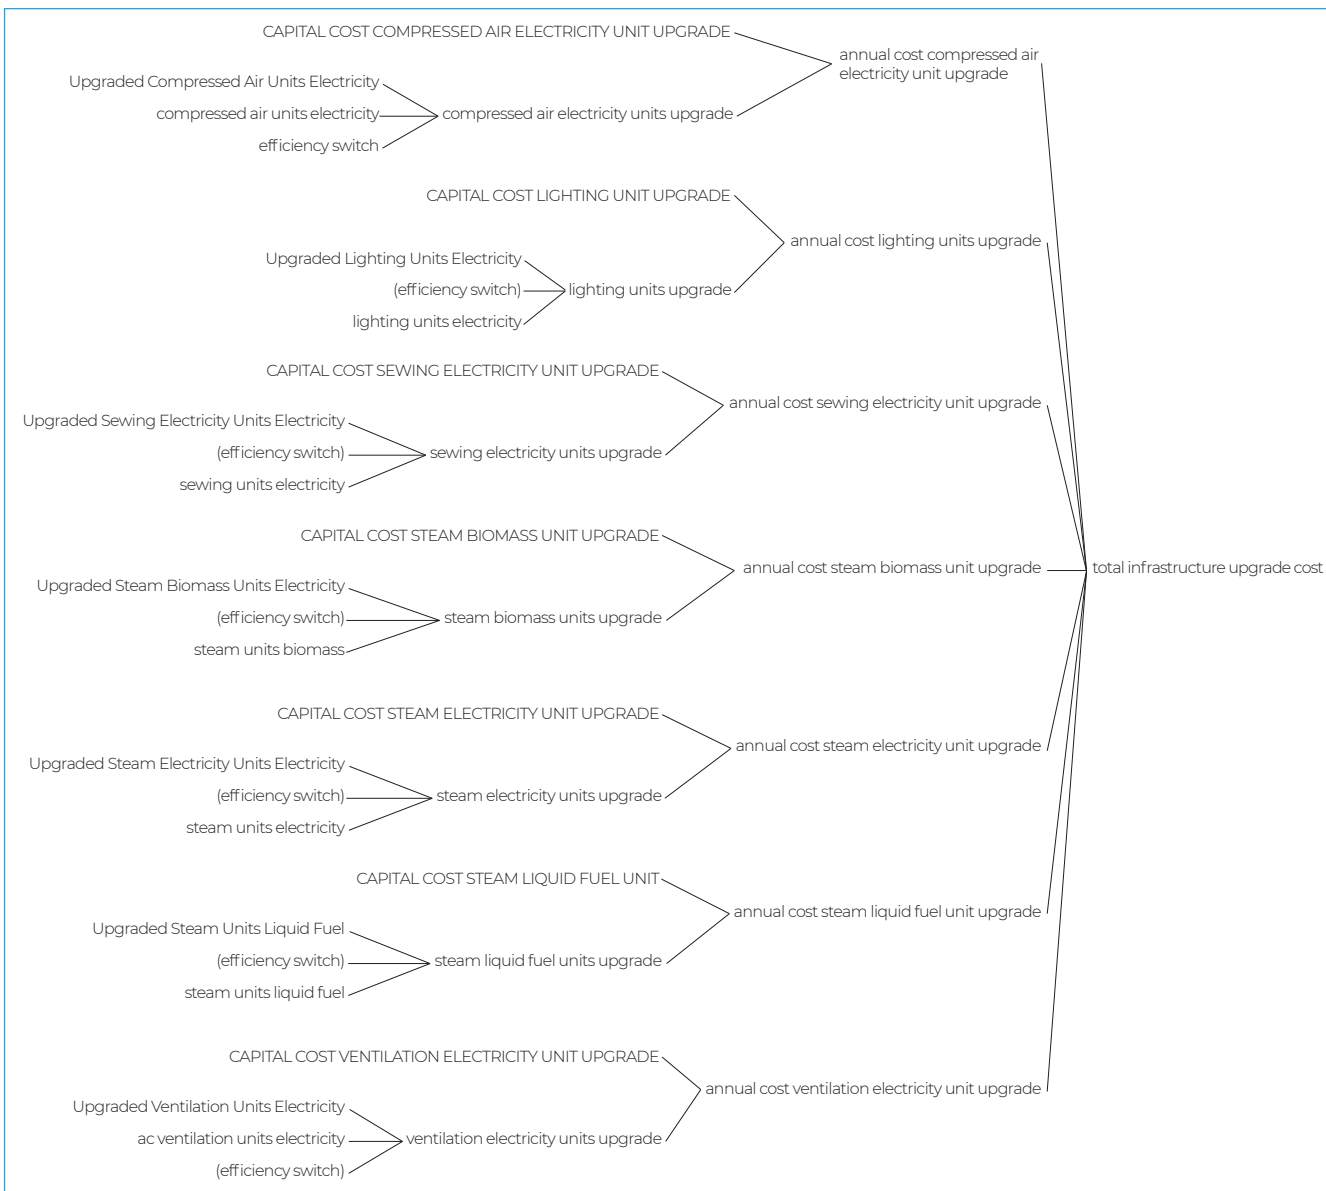 CAPITAL COST COMPRESSED AIR ELECTRICITY UNIT UPGRADE
annual cost compressed air
electricity unit upgrade
Upgraded Compressed Air Units Electricity
compressed air units electricity
compressed air electricity units upgrade
efficiency switch
CAPITAL COST LIGHTING UNIT UPGRADE
annual cost lighting units upgrade
Upgraded Lighting Units Electricity
(efficiency switch)
lighting units upgrade
lighting units electricity
CAPITAL COST SEWING ELECTRICITY UNIT UPGRADE
annual cost sewing electricity unit upgrade
Upgraded Sewing Electricity Units Electricity
(efficiency switch)
sewing electricity units upgrade
sewing units electricity
CAPITAL COST STEAM BIOMASS UNIT UPGRADE
annual cost steam biomass unit upgrade
total infrastructure upgrade cost
Upgraded Steam Biomass Units Electricity
(efficiency switch)
steam biomass units upgrade
steam units biomass
CAPITAL COST STEAM ELECTRICITY UNIT UPGRADE
annual cost steam electricity unit upgrade
Upgraded Steam Electricity Units Electricity
(efficiency switch)
steam electricity units upgrade
steam units electricity
CAPITAL COST STEAM LIQUID FUEL UNIT
annual cost steam liquid fuel unit upgrade
Upgraded Steam Units Liquid Fuel
(efficiency switch)
steam liquid fuel units upgrade
steam units liquid fuel
CAPITAL COST VENTILATION ELECTRICITY UNIT UPGRADE
annual cost ventilation electricity unit upgrade
Upgraded Ventilation Units Electricity
ac ventilation units electricity
ventilation electricity units upgrade
(efficiency switch)